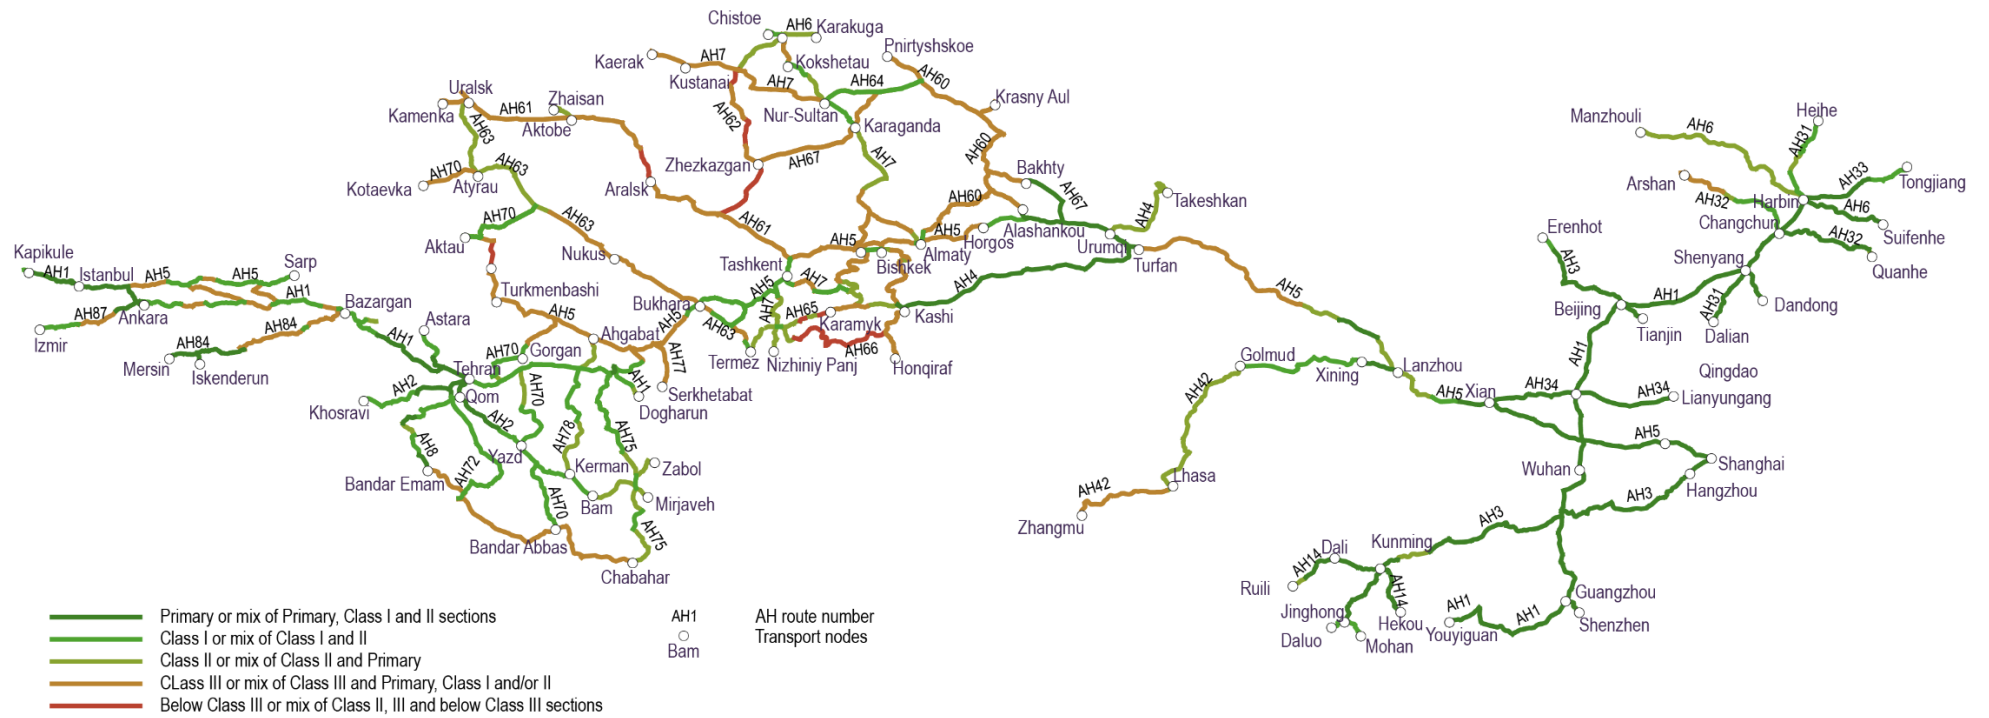 Chistoe
AH6
Karakuga
Kaerak
AH7
Kustanai
Kokshetau
Pnirtyshskoe
AH7
AH64
AH60
Uralsk
Kamenka
AH61
Zhaisan
Aktobe
AH63
AH62
Nur-Sultan
Karaganda
Krasny Aul
Manzhouli
AH6
Heihe
AH31
Kotaevka
AH70
Atyrau
AH63
Aralsk
Zhezkazgan
AH67
AH7
AH60
Bakhty
AH67
AH60
AH4
Takeshkan
Arshan
AH32
Harbin
AH33
Tongjiang
AH6
Suifenhe
Changchun
AH32
Quanhe
Aktau
AH70
AH63
Nukus
AH61
AH5
AH5
Almaty
Horgos
Alashankou
Urumqi
Turfan
Erenhot
AH3
Shenyang
Kapikule
AH1
Istanbul
AH5
AH5
Sarp
Tashkent
Bishkek
AH4
AH5
Beijing
AH1
AH31
Dandong
Tianjin
Dalian
Turkmenbashi
Bukhara
AH5
AH7
AH1
AH87
Ankara
AH1
Bazargan
Izmir
AH84
Astara
AH1
AH5
Ahgabat
AH5
AH63
AH1
AH65
Karamyk
Kashi
AH84
Mersin
Iskenderun
Tehran
AH70
Gorgan
AH77
Termez
Nizhiniy Panj
AH66
Honqiraf
Golmud
Xining
Lanzhou
AH1
Qingdao
AH2
Khosravi
Qom
AH70
AH1
Serkhetabat
Dogharun
AH42
AH5
Xian
AH34
AH34
Lianyungang
AH2
AH8
AH72
Yazd
AH78
AH75
Kerman
Zabol
Bandar Emam
Bam
Mirjaveh
AH70
Bandar Abbas
AH75
Chabahar
AH42
Lhasa
Zhangmu
AH5
Wuhan
Shanghai
Hangzhou
AH3
AH3
Kunming
Dali
AH14
Ruili
AH14
Jinghong
Daluo
Mohan
Hekou
AH1
Youyiguan
AH1
Guangzhou
Shenzhen
Primary or mix of Primary, Class I and II sections
Class I or mix of Class I and II
Class II or mix of Class II and Primary
CLass III or mix of Class III and Primary, Class I and/or II
Below Class III or mix of Class II, III and below Class III sections
AH1
AH route number
Transport nodes
Bam